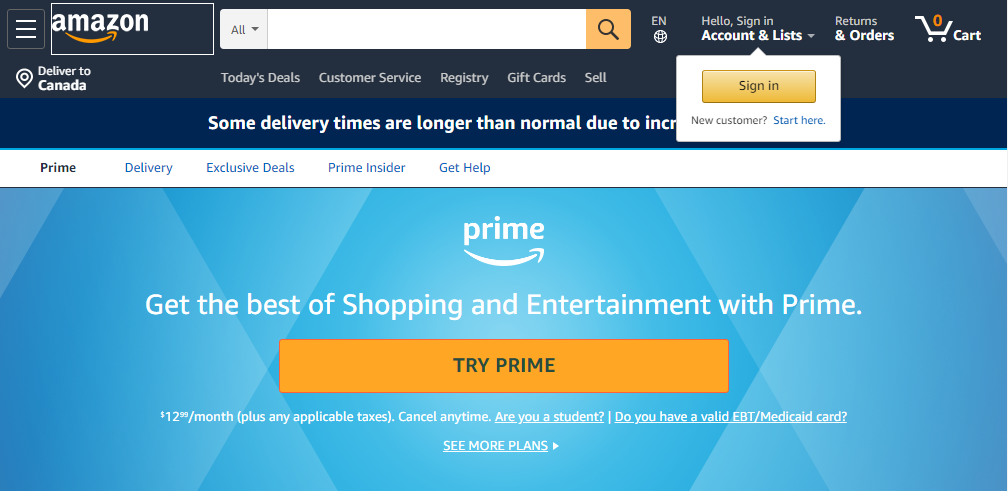 amazon
All
EN
Hello, Sign in
Account & Lists
Returns
& Orders
0
Cart
Deliver to
Canada
Today's Deals Customer Service Registry Gift Cards Sell
Sign in
New customer? Start here.
Some delivery times are longer than normal due to incr
Prime Delivery Exclusive Deals Prime Insider Get Help
prime
Get the best of Shopping and Entertainment with Prime.
TRY PRIME
$12⁹⁹/month (plus any applicable taxes). Cancel anytime. Are you a student? | Do you have a valid EBT/Medicaid card?
SEE MORE PLANS